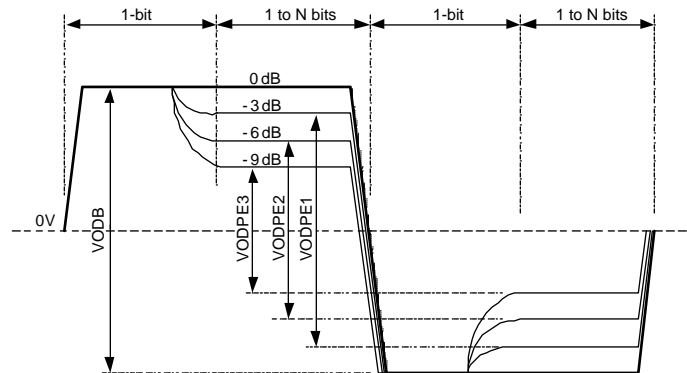 1-bit
1 to N bits
1-bit
1 to N bits
0 dB
- 3 dB
- 6 dB
- 9 dB
0V
VODB
VODPE3
VODPE2
VODPE1